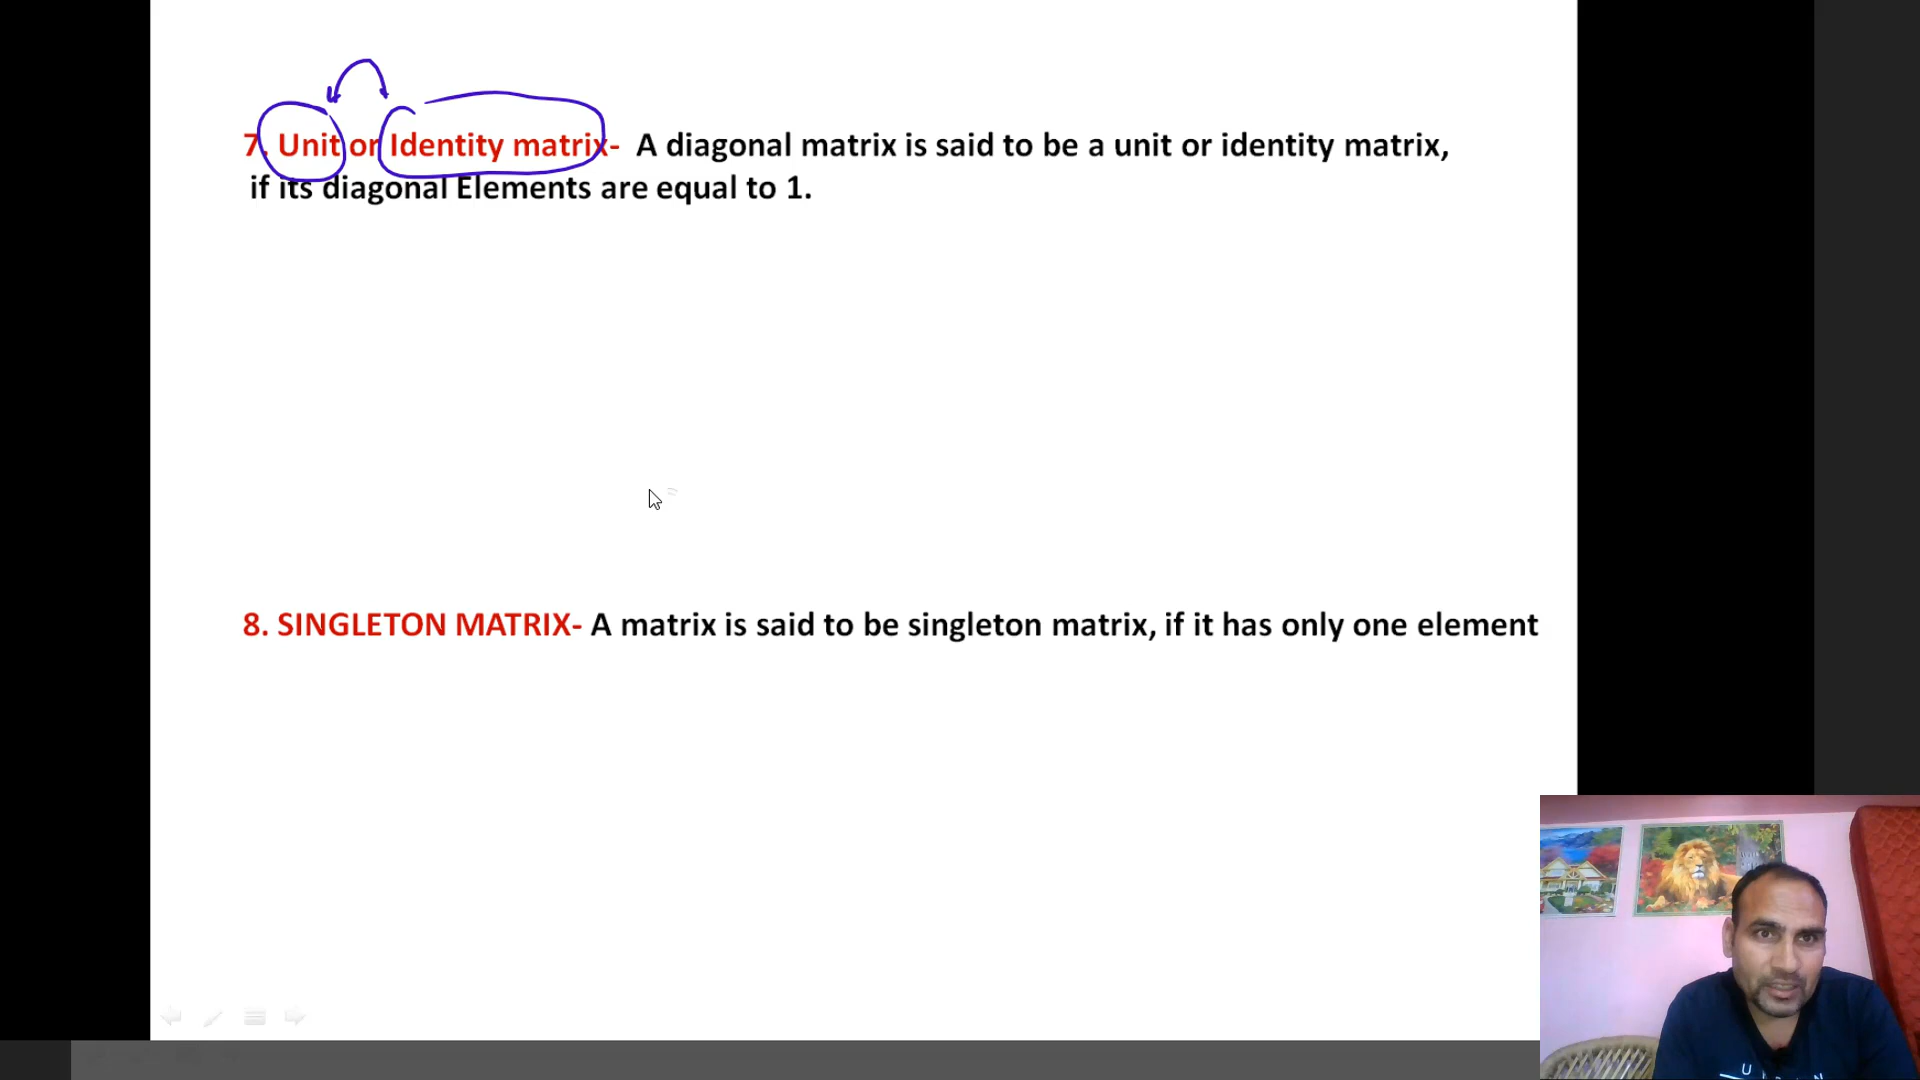 7. Unit or Identity matrix- A diagonal matrix is said to be a unit or identity matrix,
if its diagonal Elements are equal to 1.
8. SINGLETON MATRIX- A matrix is said to be singleton matrix, if it has only one element